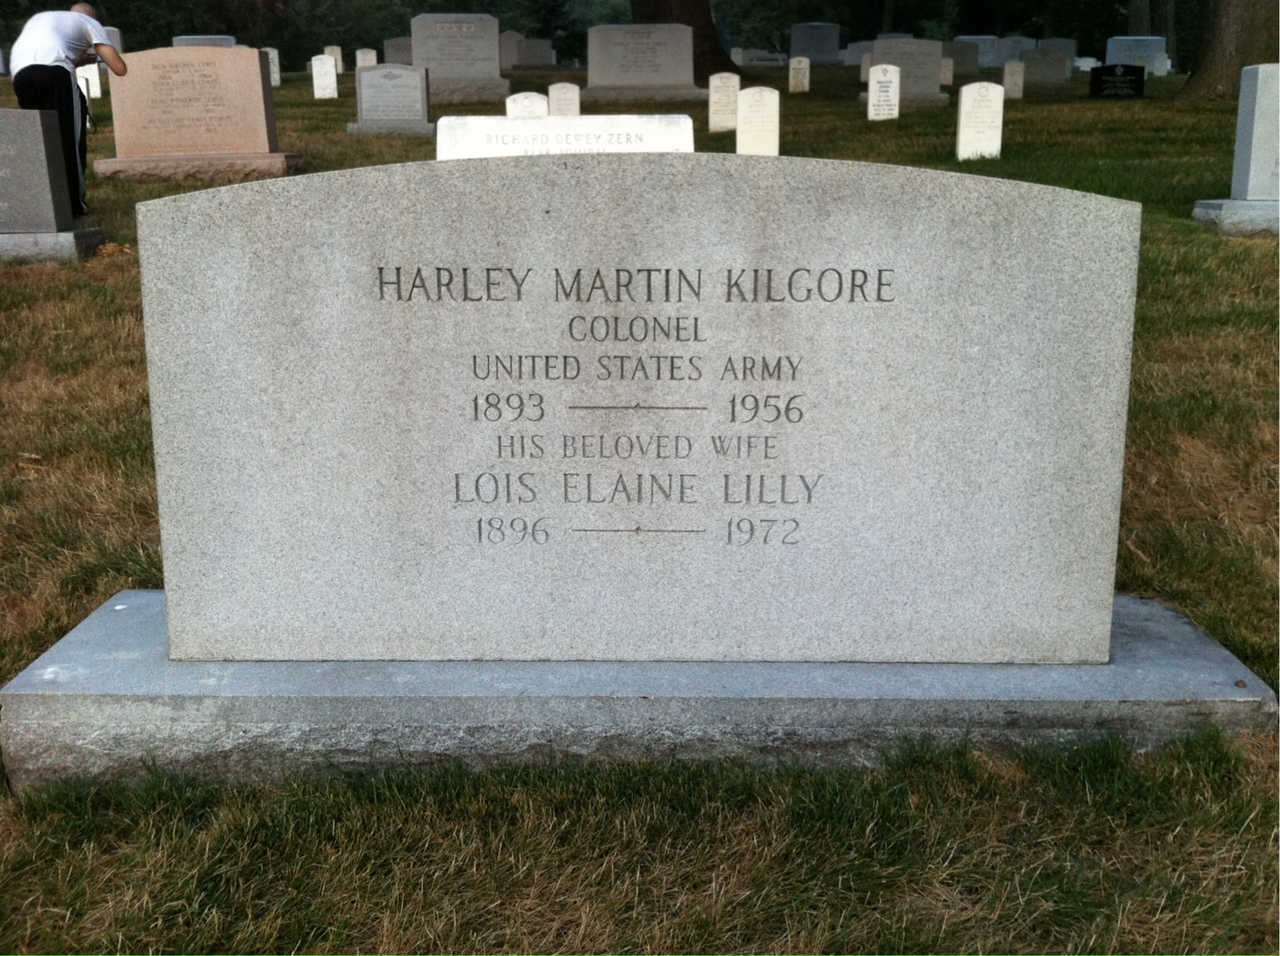 RICHARD DEWEY ZERN
HARLEY MARTIN KILGORE
COLONEL
UNITED STATES ARMY
1893 1956
HIS BELOVED WIFE
LOIS ELAINE LILLY
1896 1972